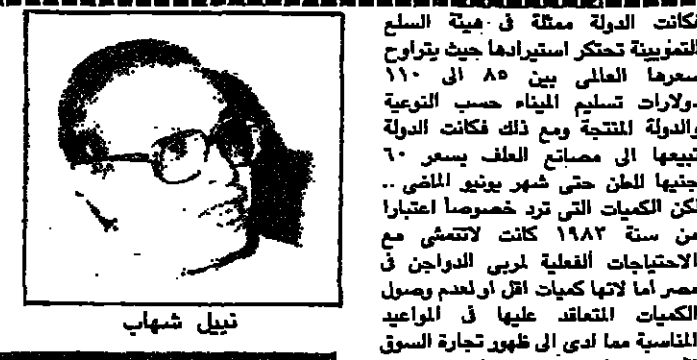 فكانت الدولة ممثلة فى هيئة السلع
التموينية تحتكر استيرادها حيث يتراوح
سعرها العالمى بين ٨٥ الى ١١٠
دولارات تسليم الميناء حسب النوعية
والدولة المنتجة ومع ذلك فكانت الدولة
تبيعها الى مصانع العلف بسعر ٦٠
جنيها للطن حتى شهر يونيو الماضى ..
لكن الكميات التى ترد خصوصا اعتبارا
من سنة ١٩٨٢ كانت لاتتمشى مع
الاحتياجات الفعلية لمربى الدواجن فى
مصر اما لانها كميات اقل او لعدم وصول
الكميات المتعاقد عليها فى المواعيد
المناسبة مما ادى الى ظهور تجارة السوق
نبيل شهاب